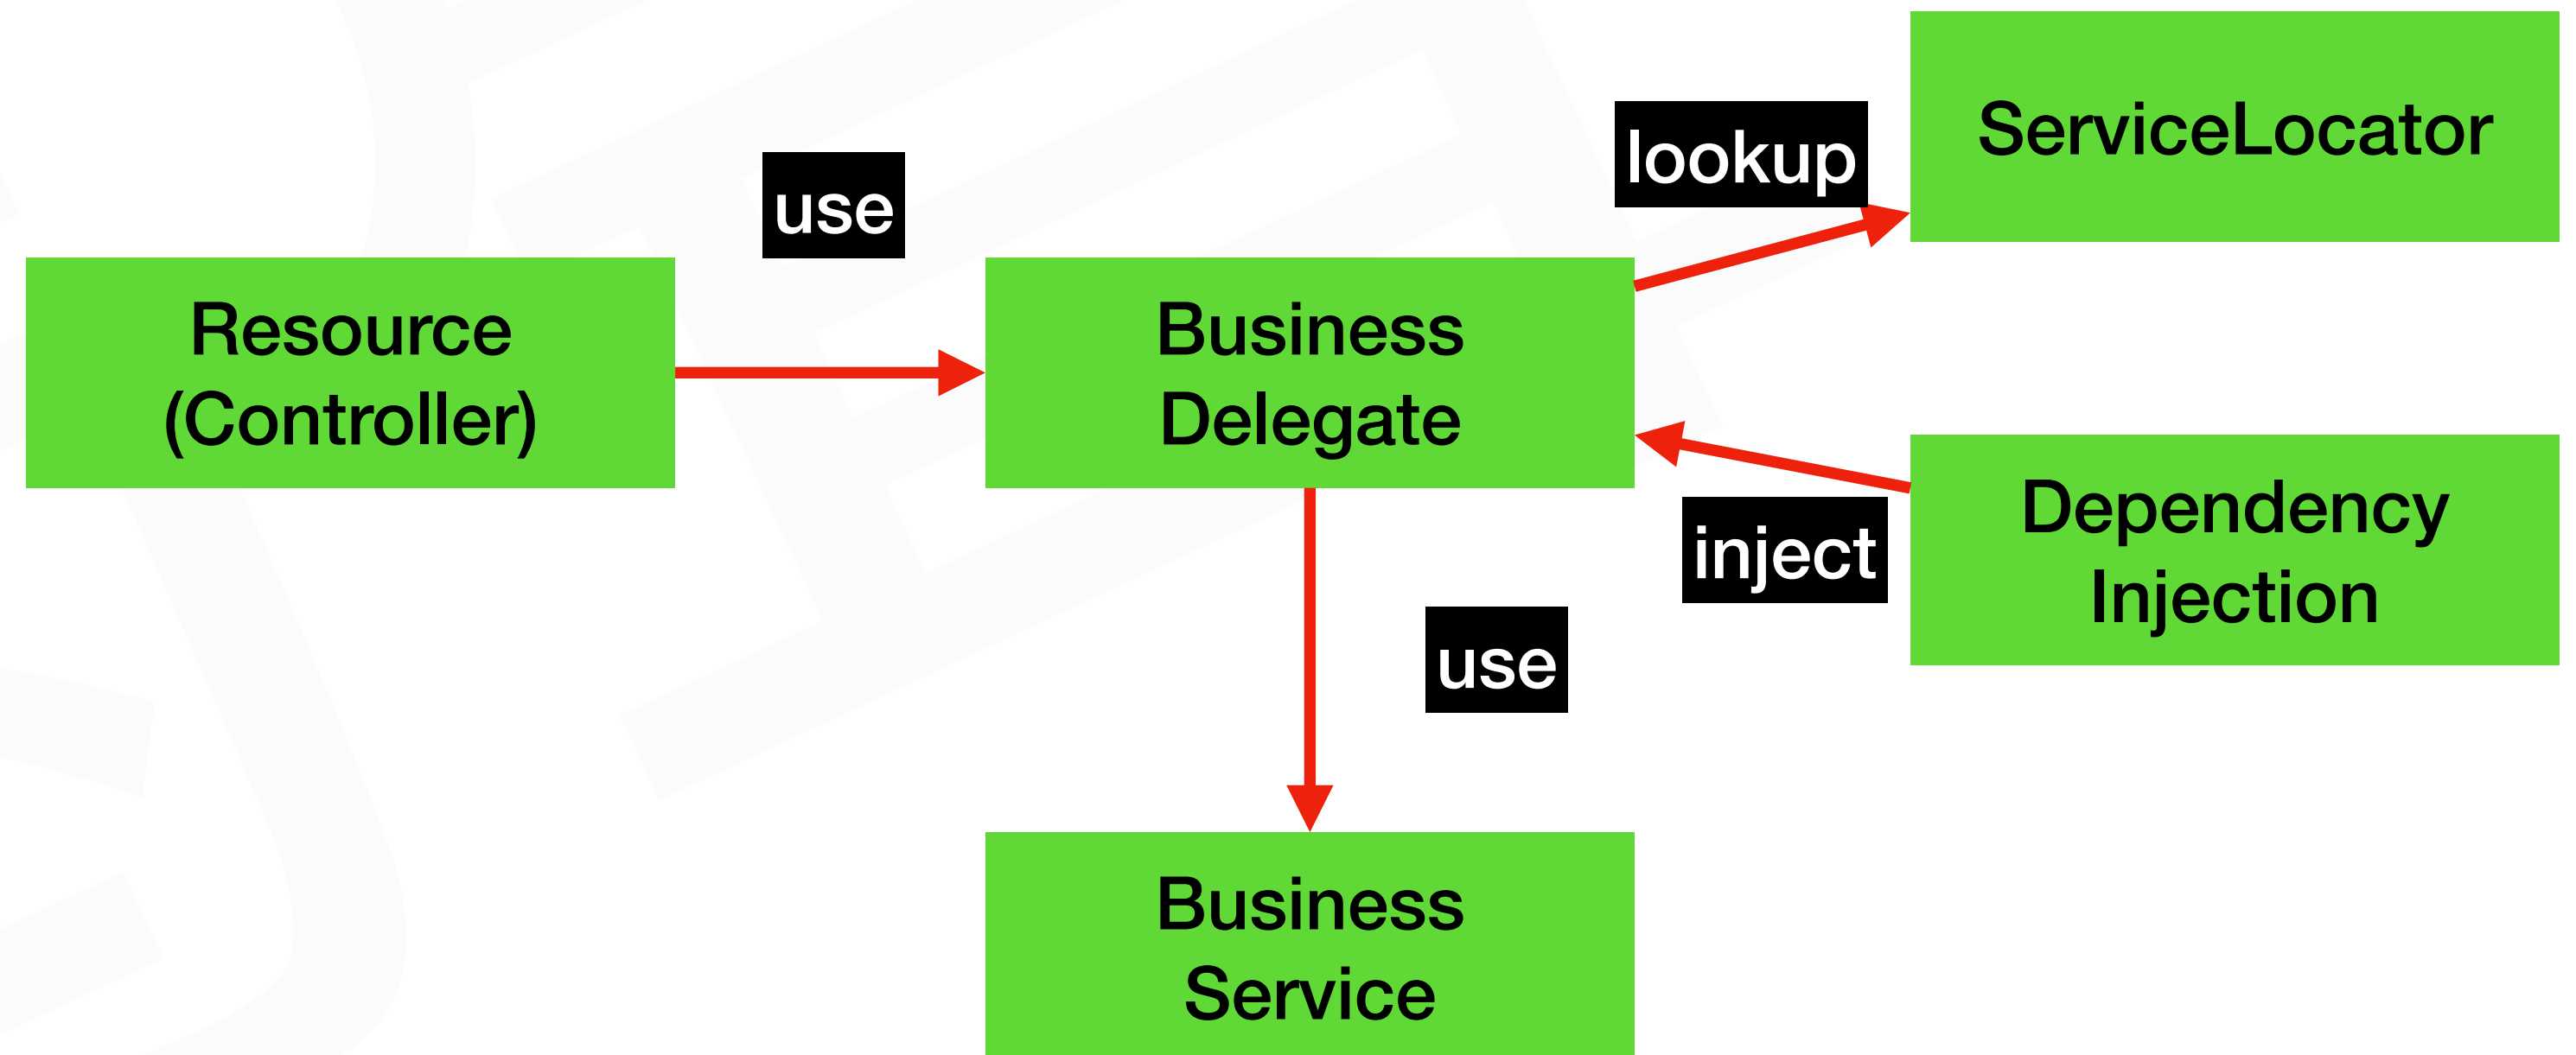 use
lookup
ServiceLocator
Resource
(Controller)
Business
Delegate
inject
Dependency
Injection
use
Business
Service